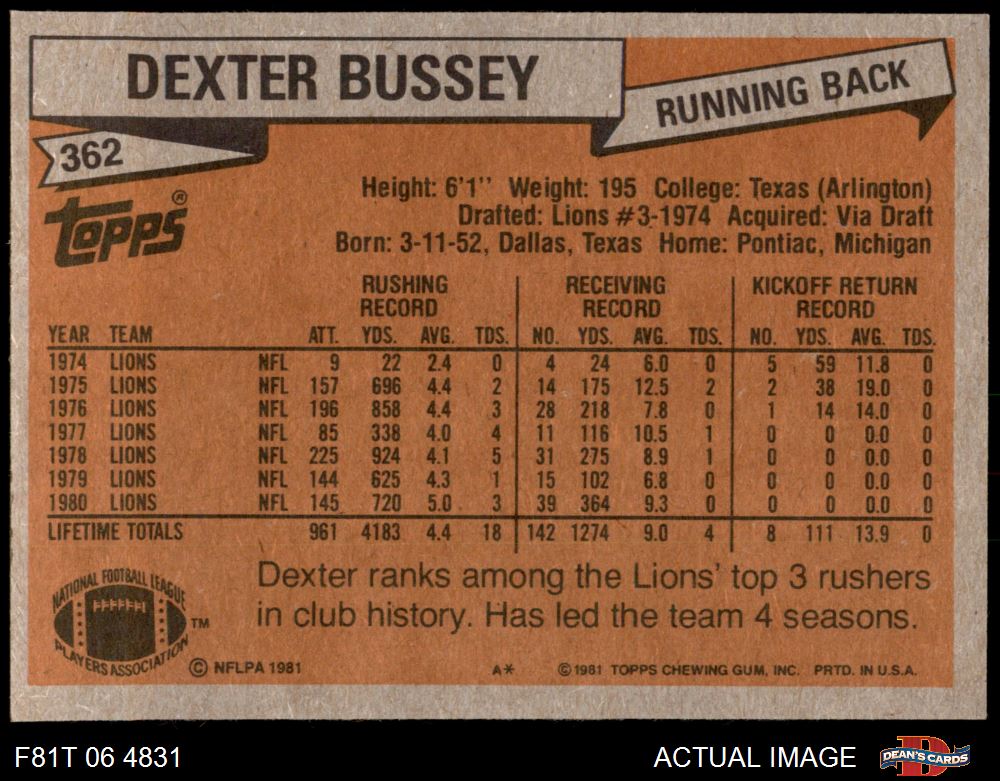 DEXTER BUSSEY
RUNNING BACK
362
Topps®
Height: 6'1'' Weight: 195 College: Texas (Arlington)
Drafted: Lions #3-1974 Acquired: Via Draft
Born: 3-11-52, Dallas, Texas Home: Pontiac, Michigan
RUSHING RECORD RECEIVING RECORD KICKOFF RETURN RECORD
YEAR TEAM ATT. YDS. AVG. TDS. NO. YDS. AVG. TDS. NO. YDS. AVG. TDS.
1974 LIONS NFL 9 22 2.4 0 4 24 6.0 0 5 59 11.8 0
1975 LIONS NFL 157 696 4.4 2 14 175 12.5 2 2 38 19.0 0
1976 LIONS NFL 196 858 4.4 3 28 218 7.8 0 1 14 14.0 0
1977 LIONS NFL 85 338 4.0 4 11 116 10.5 1 0 0 0.0 0
1978 LIONS NFL 225 924 4.1 5 31 275 8.9 1 0 0 0.0 0
1979 LIONS NFL 144 625 4.3 1 15 102 6.8 0 0 0 0.0 0
1980 LIONS NFL 145 720 5.0 3 39 364 9.3 0 0 0 0.0 0
LIFETIME TOTALS 961 4183 4.4 18 142 1274 9.0 4 8 111 13.9 0
Dexter ranks among the Lions' top 3 rushers
in club history. Has led the team 4 seasons.
NATIONAL FOOTBALL LEAGUE
PLAYERS ASSOCIATION
TM
© NFLPA 1981 A* © 1981 TOPPS CHEWING GUM, INC. PRTD. IN U.S.A.
F81T 06 4831 ACTUAL IMAGE DEAN'S CARDS